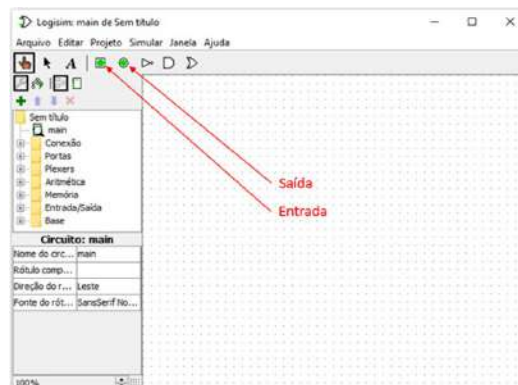 Logisim: main de Sem título
Arquivo Editar Projeto Simular Janela Ajuda
A
Sem título
main
Conexão
Portas
Plexers
Aritmética
Memória
Entrada/Saída
Base
Saída
Entrada
Circuito: main
Nome do circ... main
Rótulo comp...
Direção do r... Leste
Fonte do rót... SansSerif No...
100%